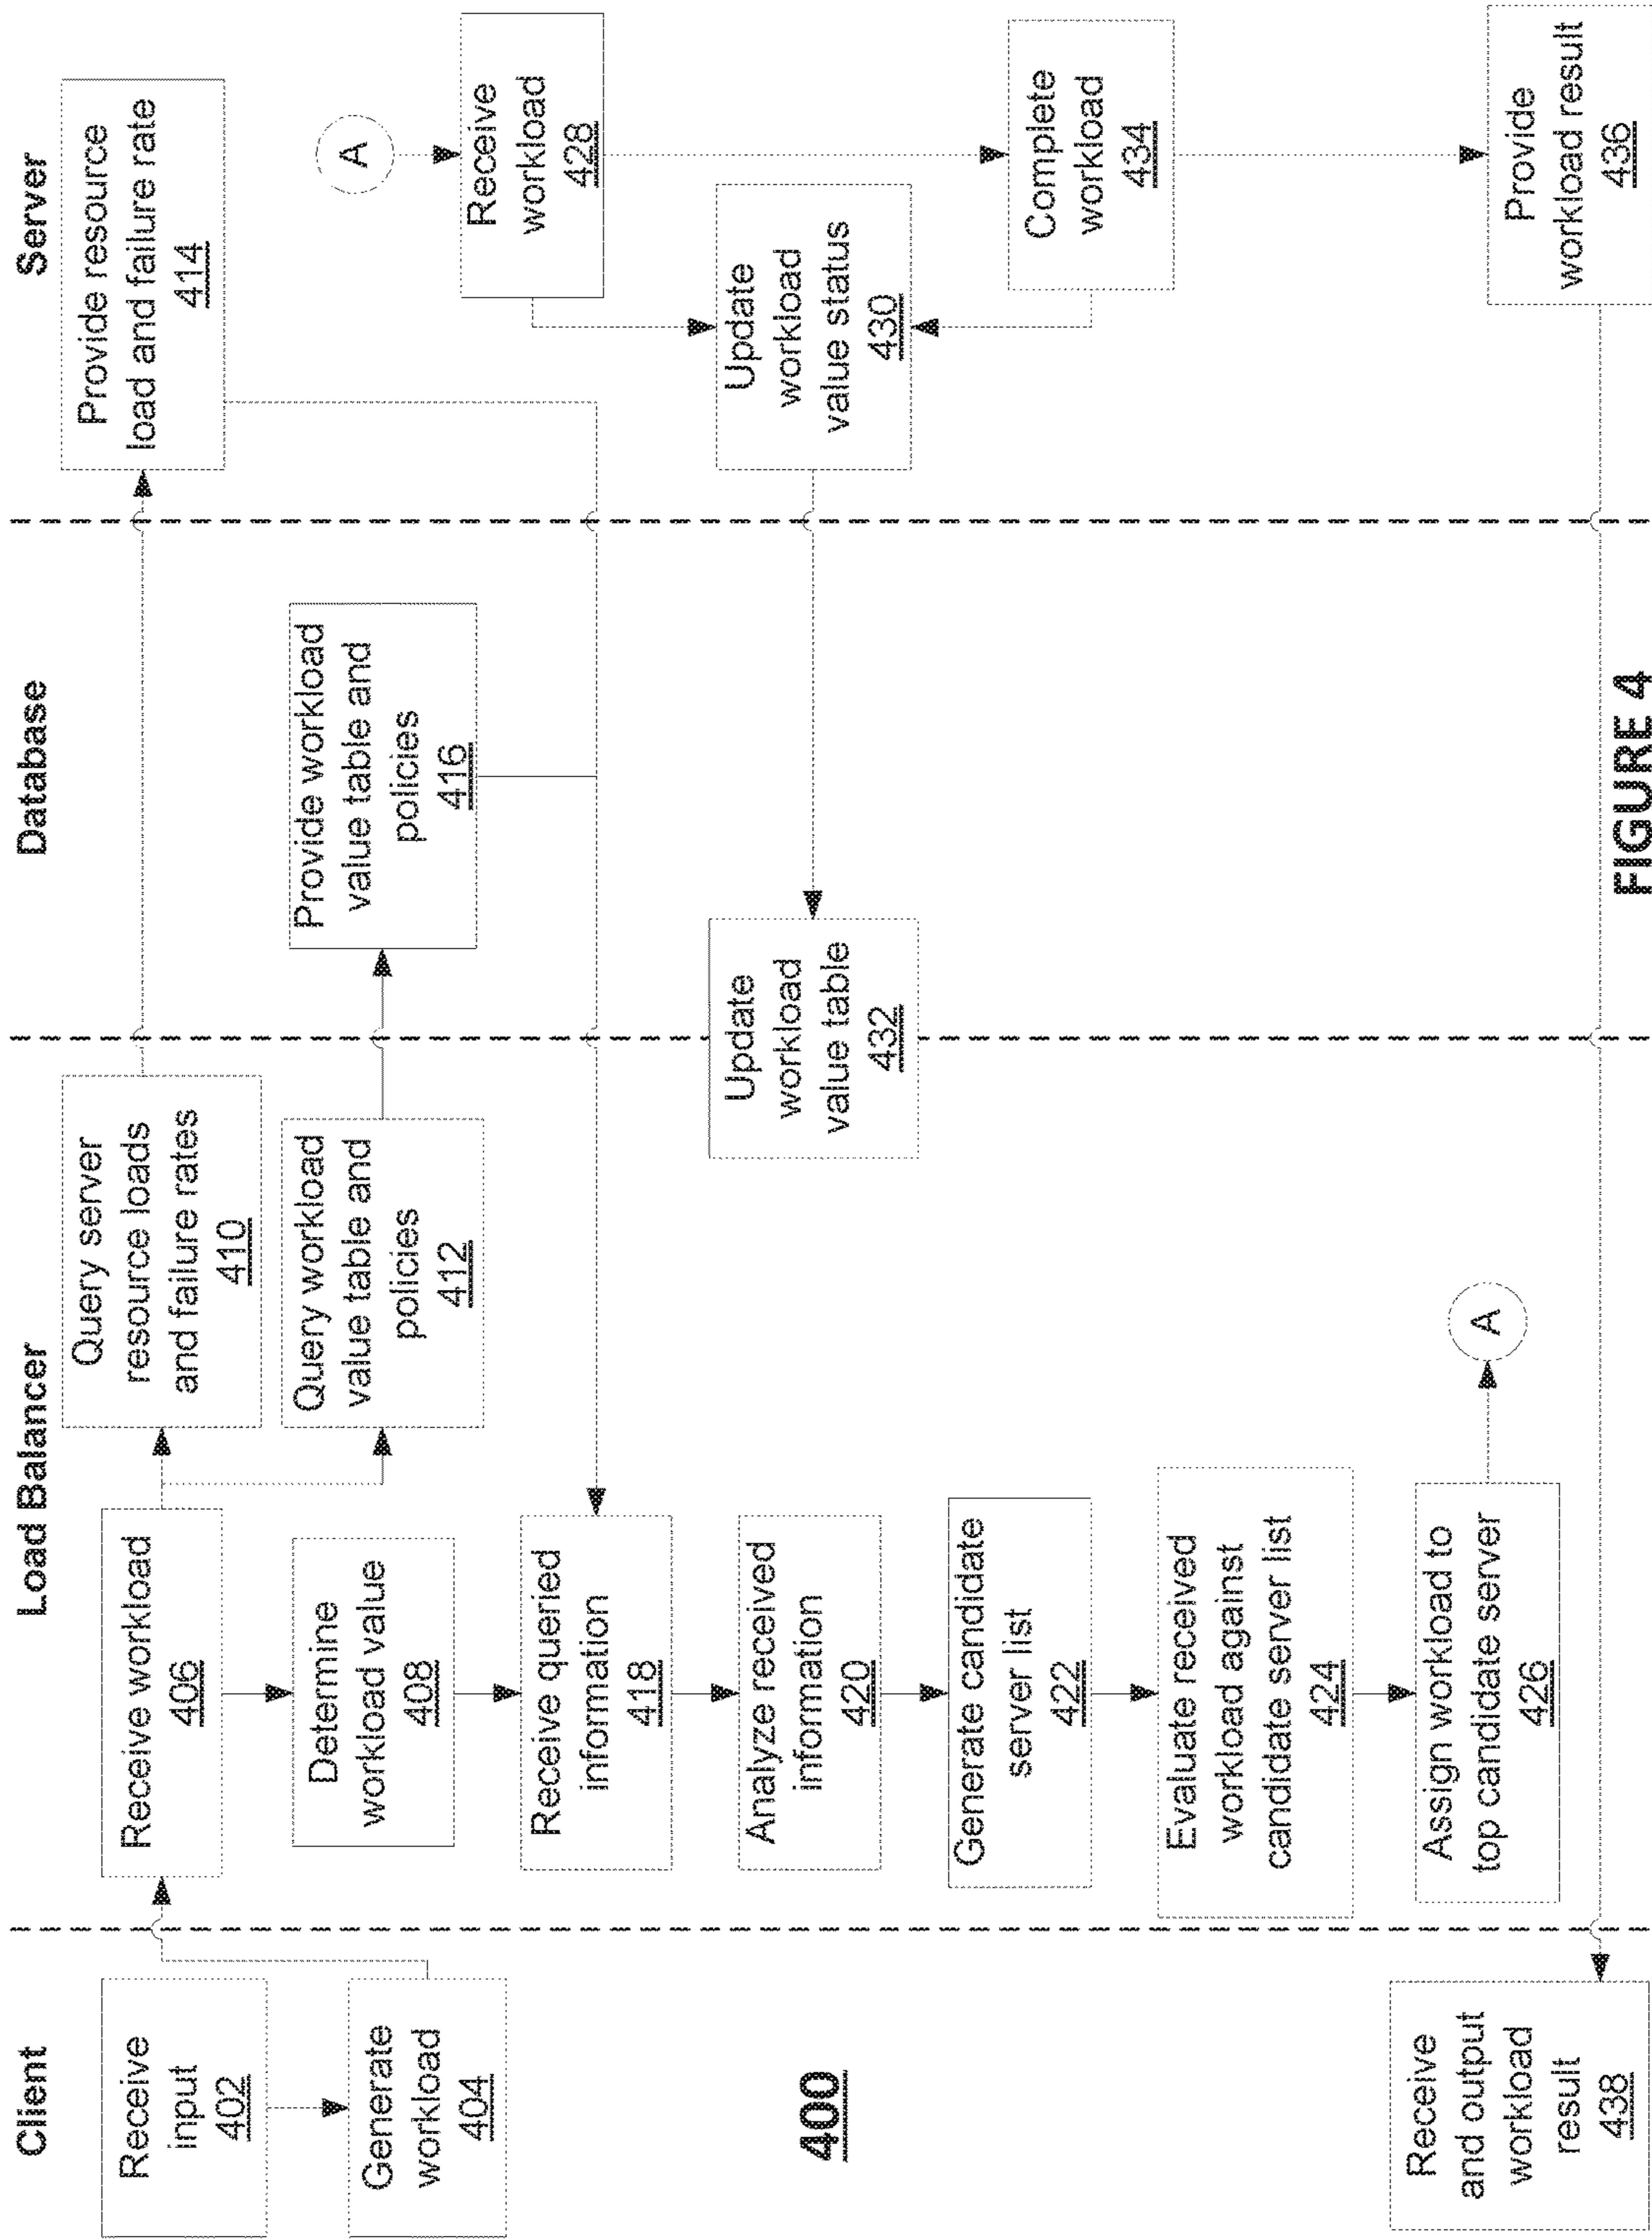 Client
Load Balancer
Database
Server
Receive
input
402
Generate
workload
404
Receive workload
406
Determine
workload value
408
Query server
resource loads
and failure rates
410
Query workload
value table and
policies
412
Provide resource
load and failure rate
414
Provide workload
value table and
policies
416
Receive queried
information
418
Analyze received
information
420
Generate candidate
server list
422
Evaluate received
workload against
candidate server list
424
Assign workload to
top candidate server
426
A
A
Receive
workload
428
Update
workload
value status
430
Update
workload
value table
432
Complete
workload
434
Provide
workload result
436
Receive
and output
workload
result
438
400
FIGURE 4